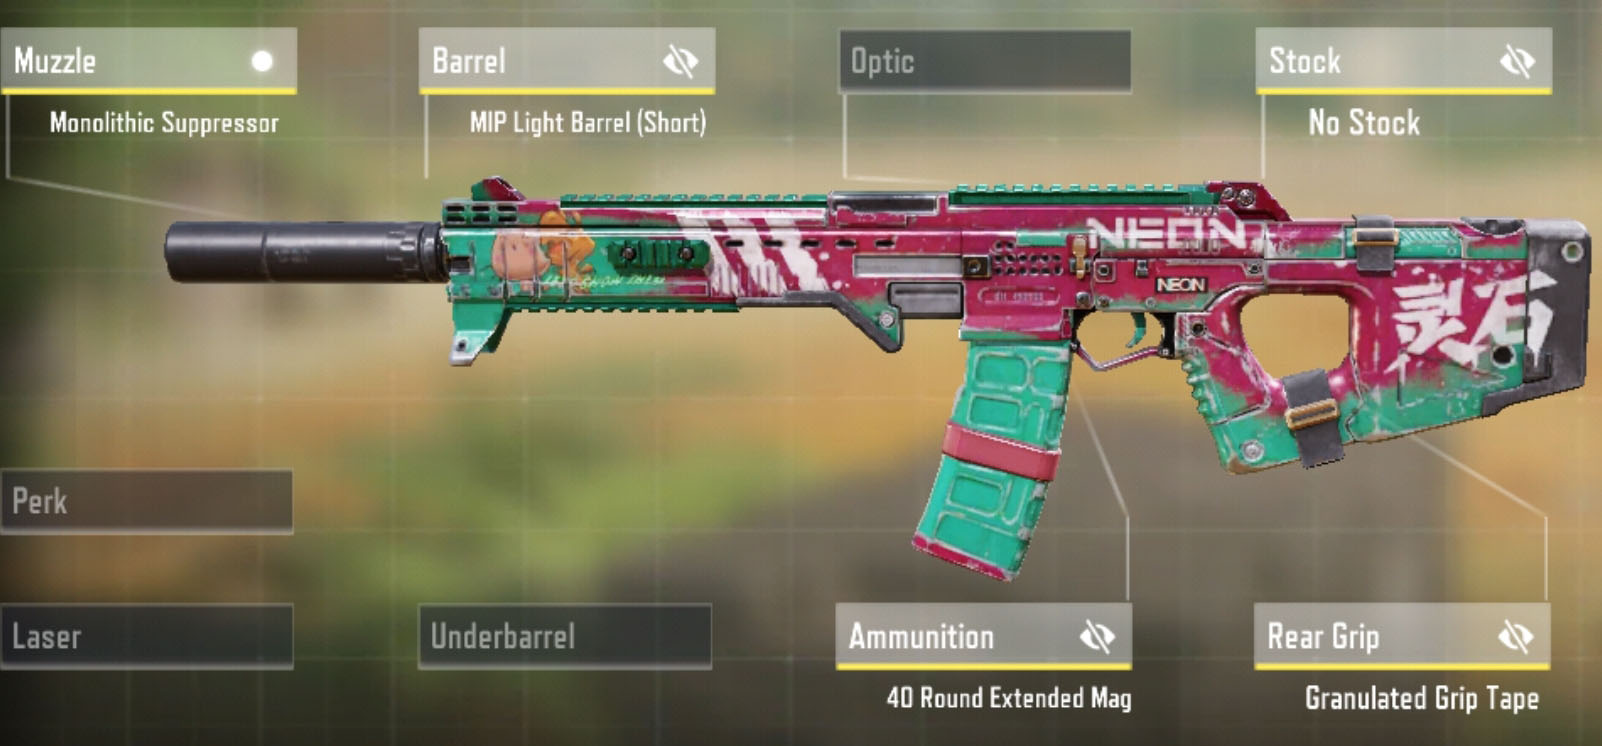 Muzzle
Barrel
Optic
Stock
Monolithic Suppressor
MIP Light Barrel (Short)
No Stock
NEON
NEON
灵石
Perk
Laser
Underbarrel
Ammunition
Rear Grip
40 Round Extended Mag
Granulated Grip Tape